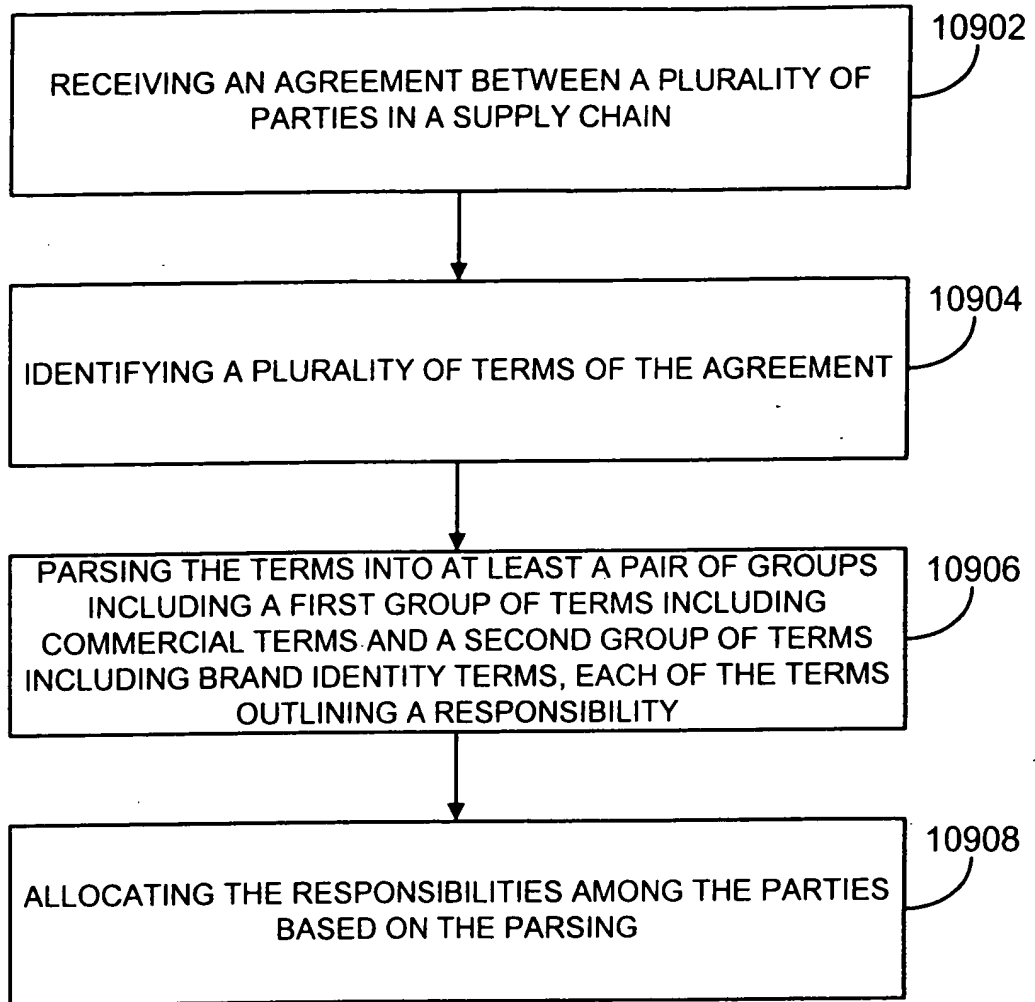 10902
RECEIVING AN AGREEMENT BETWEEN A PLURALITY OF
PARTIES IN A SUPPLY CHAIN
10904
IDENTIFYING A PLURALITY OF TERMS OF THE AGREEMENT
10906
PARSING THE TERMS INTO AT LEAST A PAIR OF GROUPS
INCLUDING A FIRST GROUP OF TERMS INCLUDING
COMMERCIAL TERMS AND A SECOND GROUP OF TERMS
INCLUDING BRAND IDENTITY TERMS, EACH OF THE TERMS
OUTLINING A RESPONSIBILITY
10908
ALLOCATING THE RESPONSIBILITIES AMONG THE PARTIES
BASED ON THE PARSING